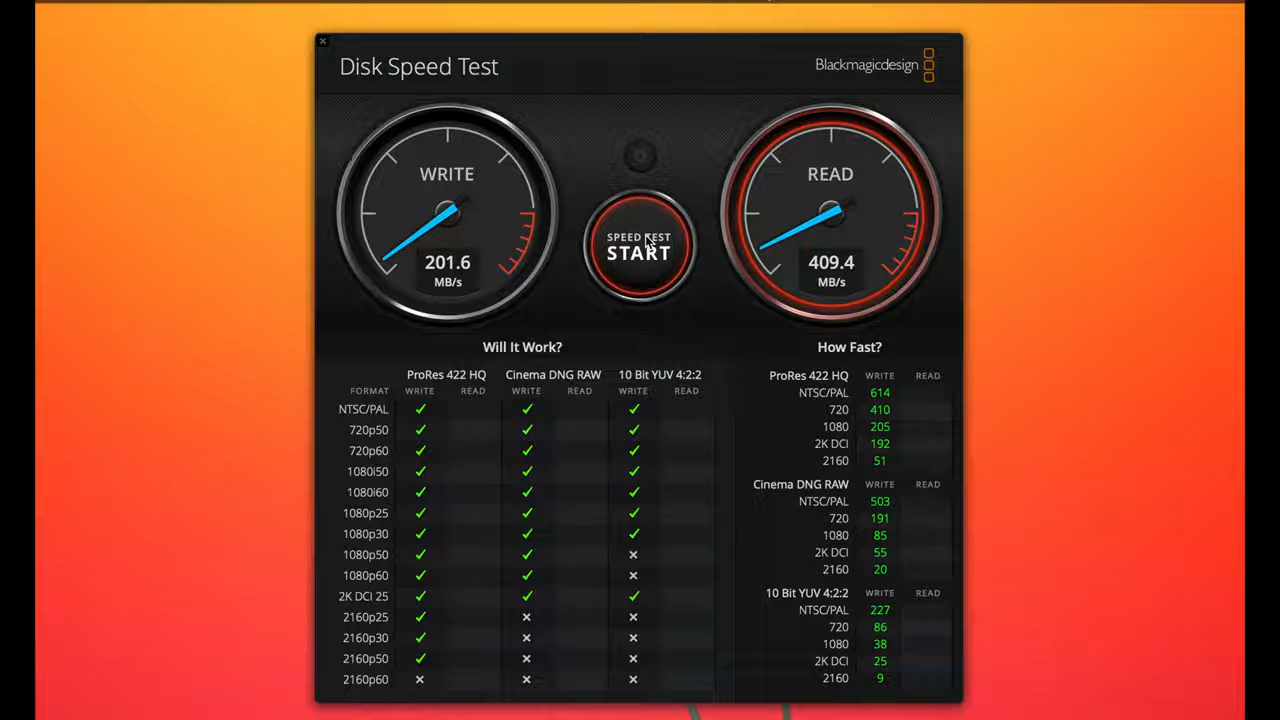 Disk Speed Test
Blackmagicdesign
WRITE
201.6
MB/s
SPEED TEST
START
READ
409.4
MB/s
Will It Work?
ProRes 422 HQ Cinema DNG RAW 10 Bit YUV 4:2:2
FORMAT WRITE READ WRITE READ WRITE READ
NTSC/PAL ✓ ✓ ✓
720p50 ✓ ✓ ✓
720p60 ✓ ✓ ✓
1080i50 ✓ ✓ ✓
1080i60 ✓ ✓ ✓
1080p25 ✓ ✓ ✓
1080p30 ✓ ✓ ✓
1080p50 ✓ ✓ ×
1080p60 ✓ ✓ ×
2K DCI 25 ✓ ✓ ✓
2160p25 ✓ × ×
2160p30 ✓ × ×
2160p50 ✓ × ×
2160p60 × × ×
How Fast?
ProRes 422 HQ WRITE READ
NTSC/PAL 614
720 410
1080 205
2K DCI 192
2160 51
Cinema DNG RAW WRITE READ
NTSC/PAL 503
720 191
1080 85
2K DCI 55
2160 20
10 Bit YUV 4:2:2 WRITE READ
NTSC/PAL 227
720 86
1080 38
2K DCI 25
2160 9